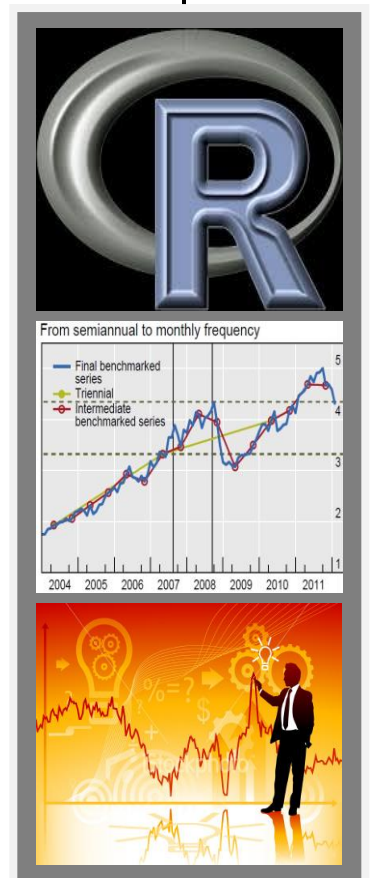 R
From semiannual to monthly frequency
Final benchmarked
series
Triennial
Intermediate
benchmarked series
5
4
3
2
1
2004 2005 2006 2007 2008 2009 2010 2011
%=?
?
$
+